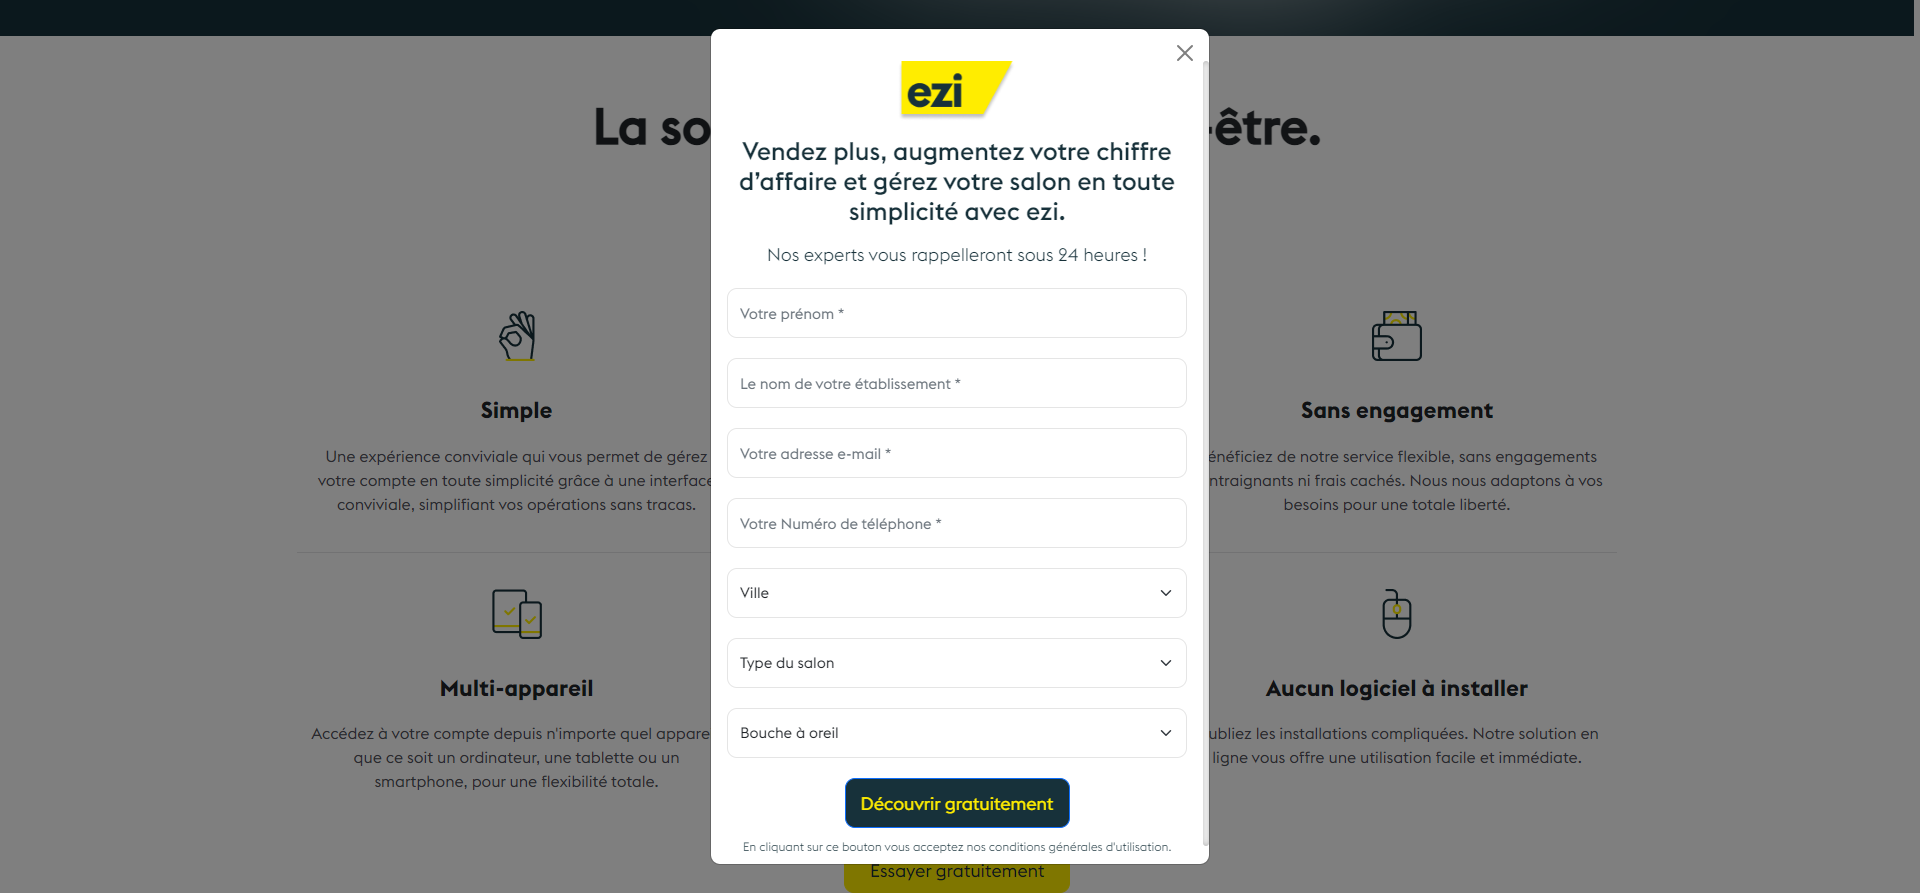 La so
-être.
ezi
Vendez plus, augmentez votre chiffre
d'affaire et gérez votre salon en toute
simplicité avec ezi.
Nos experts vous rappelleront sous 24 heures !
Votre prénom *
Le nom de votre établissement *
Votre adresse e-mail *
Votre Numéro de téléphone *
Ville
Type du salon
Bouche à oreil
Découvrir gratuitement
En cliquant sur ce bouton vous acceptez nos conditions générales d'utilisation.
Simple
Une expérience conviviale qui vous permet de gérez
votre compte en toute simplicité grâce à une interface
conviviale, simplifiant vos opérations sans tracas.
Sans engagement
énéficiez de notre service flexible, sans engagements
ntraignants ni frais cachés. Nous nous adaptons à vos
besoins pour une totale liberté.
Multi-appareil
Accédez à votre compte depuis n'importe quel appare
que ce soit un ordinateur, une tablette ou un
smartphone, pour une flexibilité totale.
Aucun logiciel à installer
ubliez les installations compliquées. Notre solution en
ligne vous offre une utilisation facile et immédiate.
Essayer gratuitement